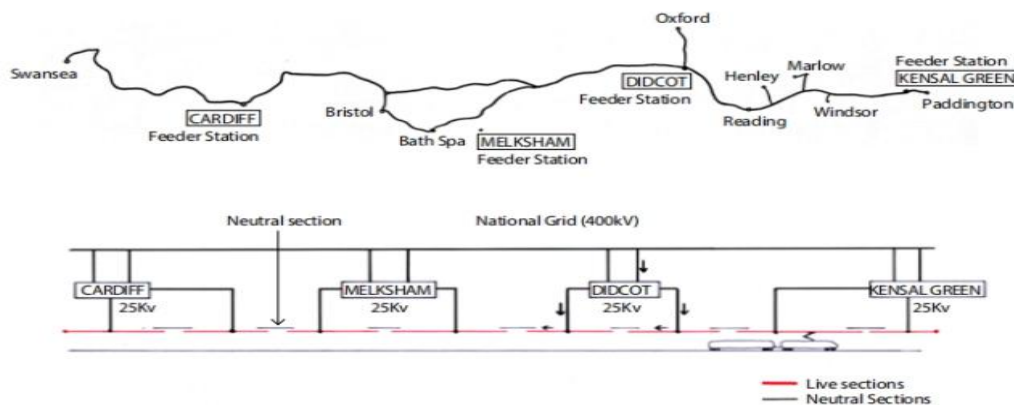 Oxford
Swansea
Marlow
Feeder Station
DIDCOT
Henley
KENSAL GREEN
Feeder Station
CARDIFF
Bristol
Paddington
Feeder Station
Bath Spa
MELKSHAM
Reading
Windsor
Feeder Station
Neutral section
National Grid (400kV)
CARDIFF
MELKSHAM
DIDCOT
KENSAL GREEN
25Kv
25Kv
25Kv
25Kv
Live sections
Neutral Sections